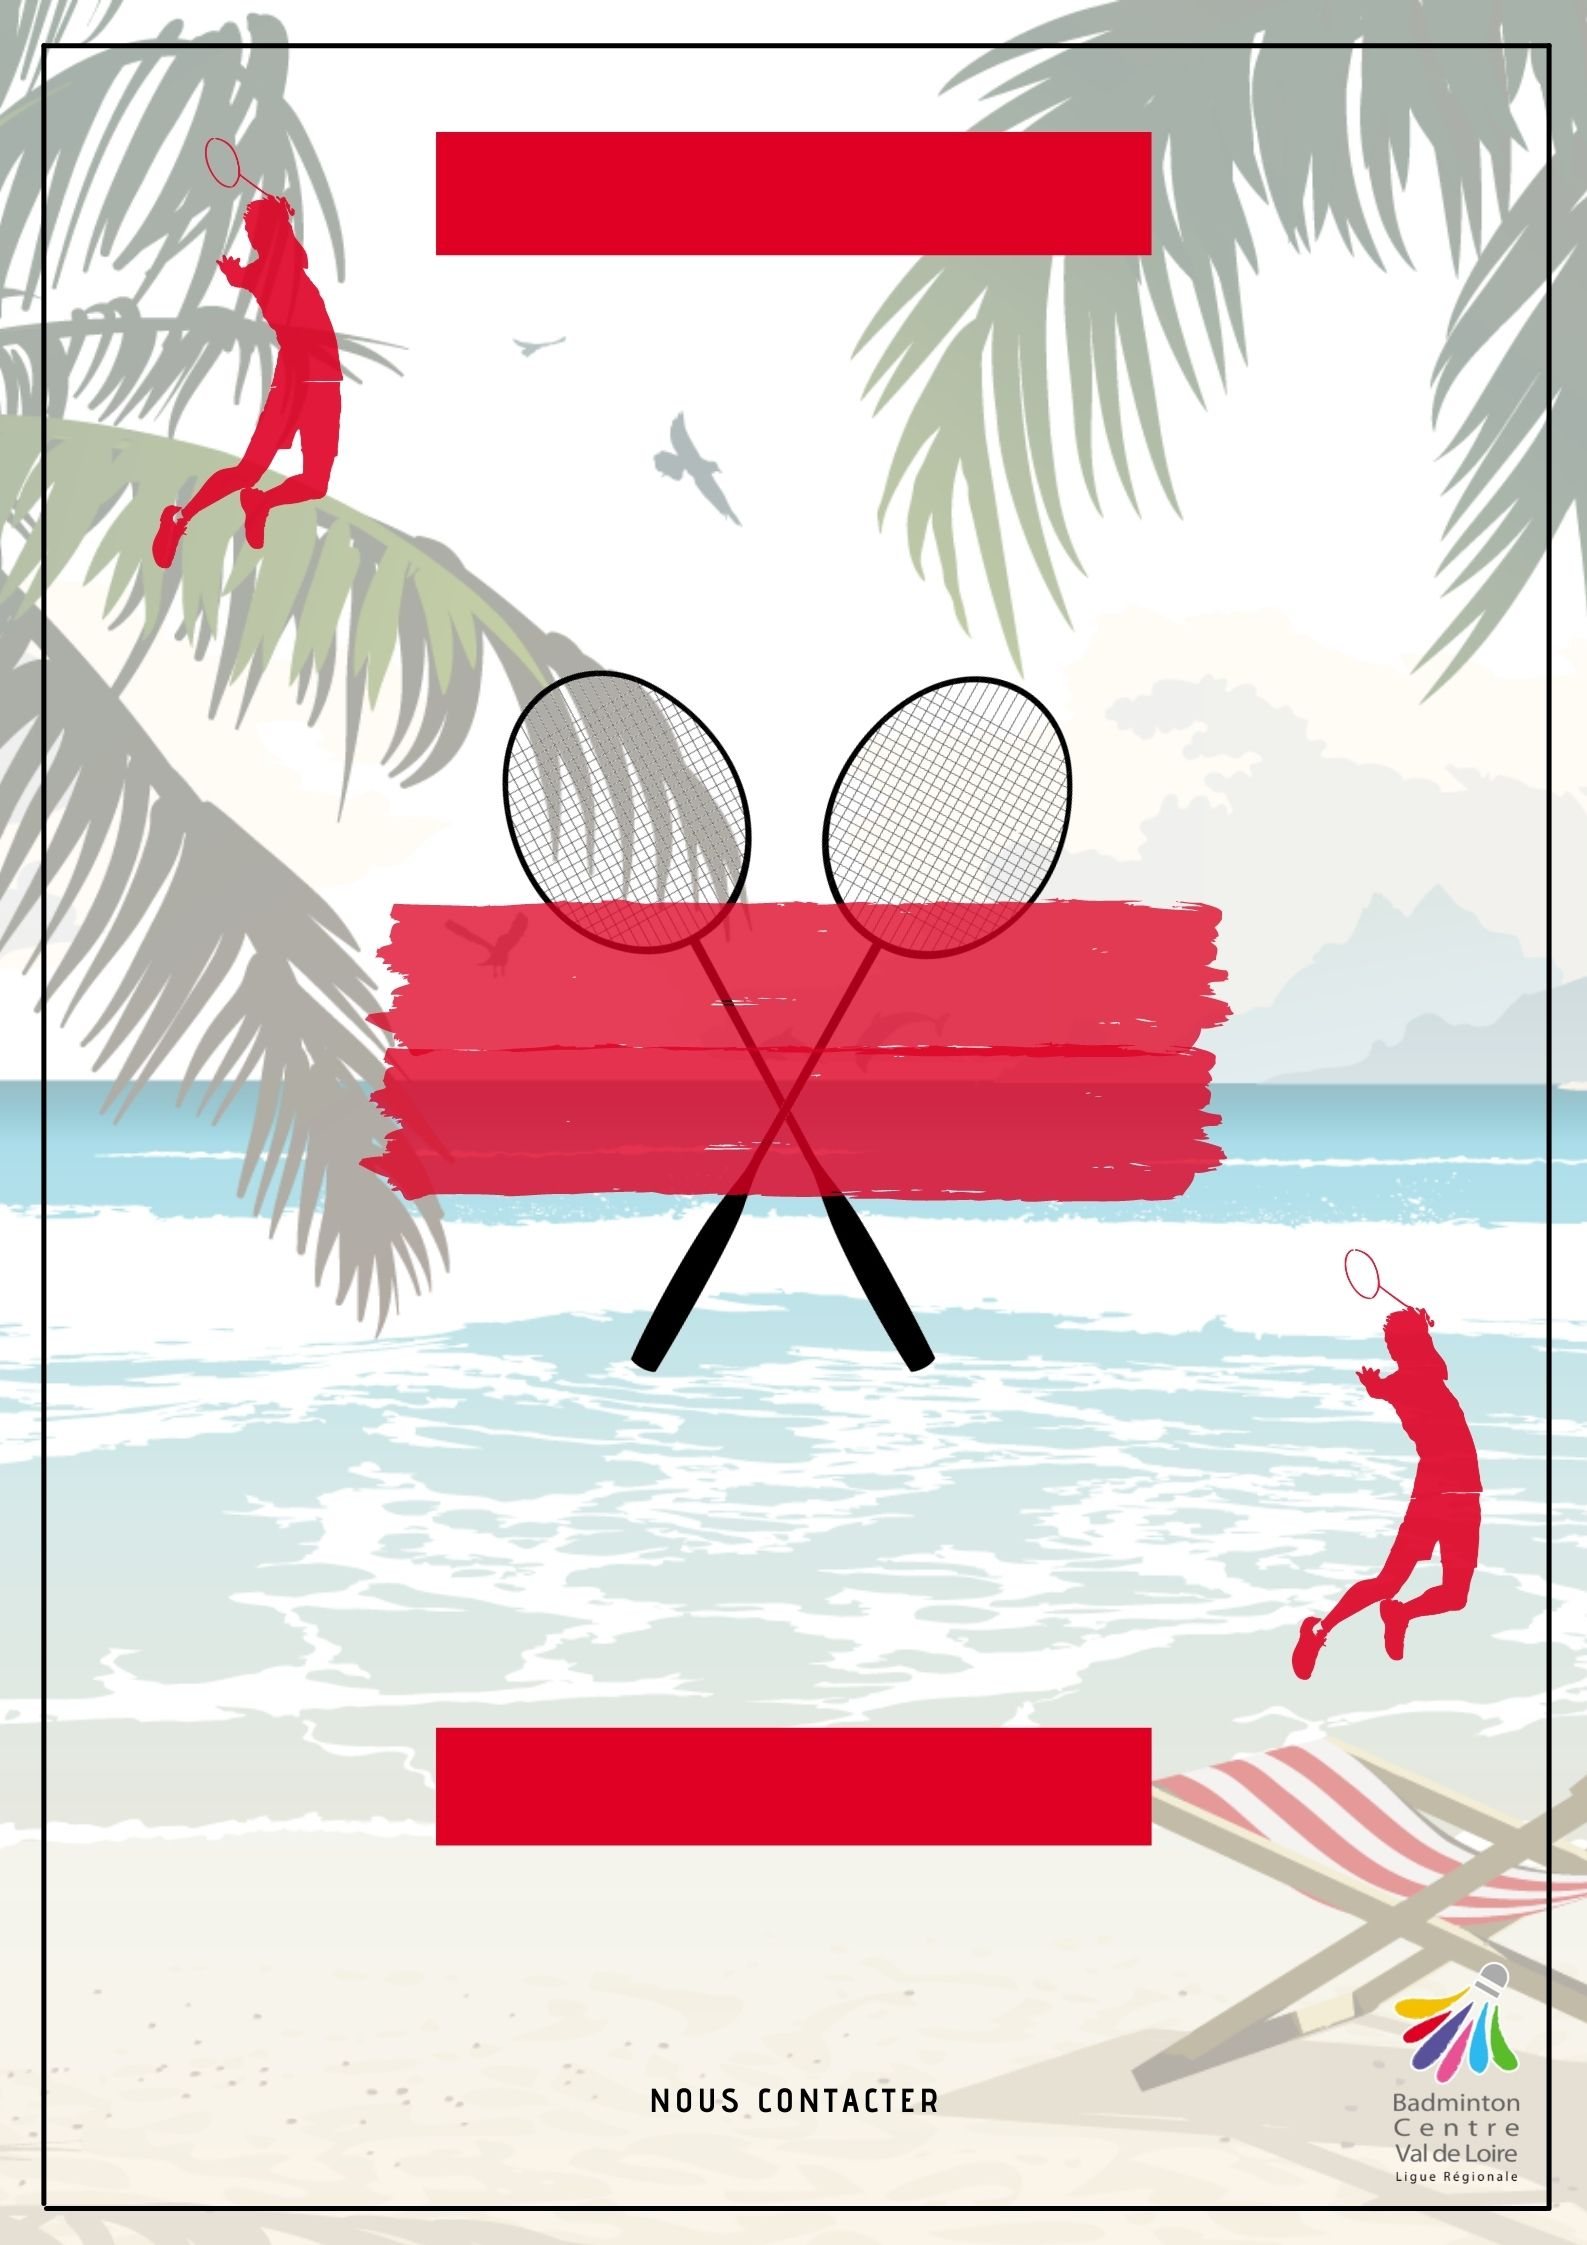 NOUS CONTACTER
Badminton
Centre
Val de Loire
Ligue Régionale